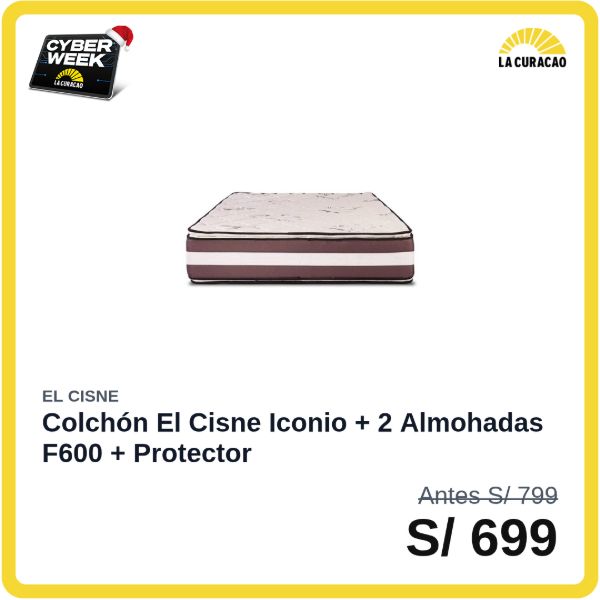 CYBER
WEEK
LA CURACAO
LA CURACAO
EL CISNE
Colchón El Cisne Iconio + 2 Almohadas
F600 + Protector
Antes S/ 799
S/ 699